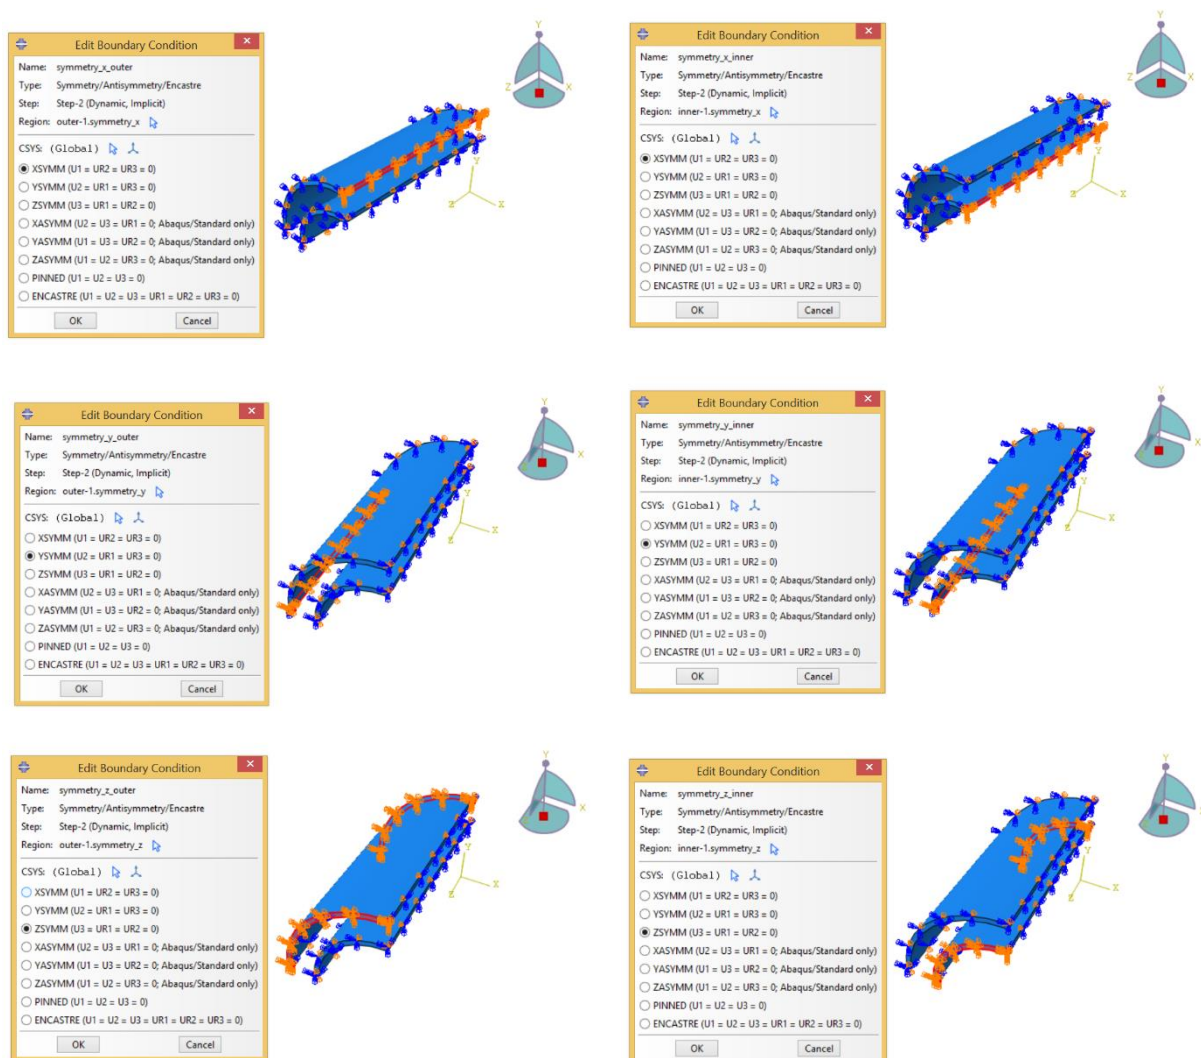 Edit Boundary Condition
Name: symmetry_x_outer
Type: Symmetry/Antisymmetry/Encastre
Step: Step-2 (Dynamic, Implicit)
Region: outer-1.symmetry_x
CSYS: (Global)
XSYMM (U1 = UR2 = UR3 = 0)
YSYMM (U2 = UR1 = UR3 = 0)
ZSYMM (U3 = UR1 = UR2 = 0)
XASYMM (U2 = U3 = UR1 = 0; Abaqus/Standard only)
YASYMM (U1 = U3 = UR2 = 0; Abaqus/Standard only)
ZASYMM (U1 = U2 = UR3 = 0; Abaqus/Standard only)
PINNED (U1 = U2 = U3 = 0)
ENCASTRE (U1 = U2 = U3 = UR1 = UR2 = UR3 = 0)
OK Cancel
Y
Z X
Y
Z X
Edit Boundary Condition
Name: symmetry_x_inner
Type: Symmetry/Antisymmetry/Encastre
Step: Step-2 (Dynamic, Implicit)
Region: inner-1.symmetry_x
CSYS: (Global)
XSYMM (U1 = UR2 = UR3 = 0)
YSYMM (U2 = UR1 = UR3 = 0)
ZSYMM (U3 = UR1 = UR2 = 0)
XASYMM (U2 = U3 = UR1 = 0; Abaqus/Standard only)
YASYMM (U1 = U3 = UR2 = 0; Abaqus/Standard only)
ZASYMM (U1 = U2 = UR3 = 0; Abaqus/Standard only)
PINNED (U1 = U2 = U3 = 0)
ENCASTRE (U1 = U2 = U3 = UR1 = UR2 = UR3 = 0)
OK Cancel
Y
Z X
Y
Z X
Edit Boundary Condition
Name: symmetry_y_outer
Type: Symmetry/Antisymmetry/Encastre
Step: Step-2 (Dynamic, Implicit)
Region: outer-1.symmetry_y
CSYS: (Global)
XSYMM (U1 = UR2 = UR3 = 0)
YSYMM (U2 = UR1 = UR3 = 0)
ZSYMM (U3 = UR1 = UR2 = 0)
XASYMM (U2 = U3 = UR1 = 0; Abaqus/Standard only)
YASYMM (U1 = U3 = UR2 = 0; Abaqus/Standard only)
ZASYMM (U1 = U2 = UR3 = 0; Abaqus/Standard only)
PINNED (U1 = U2 = U3 = 0)
ENCASTRE (U1 = U2 = U3 = UR1 = UR2 = UR3 = 0)
OK Cancel
Y
X
Y
Z X
Edit Boundary Condition
Name: symmetry_y_inner
Type: Symmetry/Antisymmetry/Encastre
Step: Step-2 (Dynamic, Implicit)
Region: inner-1.symmetry_y
CSYS: (Global)
XSYMM (U1 = UR2 = UR3 = 0)
YSYMM (U2 = UR1 = UR3 = 0)
ZSYMM (U3 = UR1 = UR2 = 0)
XASYMM (U2 = U3 = UR1 = 0; Abaqus/Standard only)
YASYMM (U1 = U3 = UR2 = 0; Abaqus/Standard only)
ZASYMM (U1 = U2 = UR3 = 0; Abaqus/Standard only)
PINNED (U1 = U2 = U3 = 0)
ENCASTRE (U1 = U2 = U3 = UR1 = UR2 = UR3 = 0)
OK Cancel
Y
Y
Z X
Edit Boundary Condition
Name: symmetry_z_outer
Type: Symmetry/Antisymmetry/Encastre
Step: Step-2 (Dynamic, Implicit)
Region: outer-1.symmetry_z
CSYS: (Global)
XSYMM (U1 = UR2 = UR3 = 0)
YSYMM (U2 = UR1 = UR3 = 0)
ZSYMM (U3 = UR1 = UR2 = 0)
XASYMM (U2 = U3 = UR1 = 0; Abaqus/Standard only)
YASYMM (U1 = U3 = UR2 = 0; Abaqus/Standard only)
ZASYMM (U1 = U2 = UR3 = 0; Abaqus/Standard only)
PINNED (U1 = U2 = U3 = 0)
ENCASTRE (U1 = U2 = U3 = UR1 = UR2 = UR3 = 0)
OK Cancel
Y
X
Y
Z X
Edit Boundary Condition
Name: symmetry_z_inner
Type: Symmetry/Antisymmetry/Encastre
Step: Step-2 (Dynamic, Implicit)
Region: inner-1.symmetry_z
CSYS: (Global)
XSYMM (U1 = UR2 = UR3 = 0)
YSYMM (U2 = UR1 = UR3 = 0)
ZSYMM (U3 = UR1 = UR2 = 0)
XASYMM (U2 = U3 = UR1 = 0; Abaqus/Standard only)
YASYMM (U1 = U3 = UR2 = 0; Abaqus/Standard only)
ZASYMM (U1 = U2 = UR3 = 0; Abaqus/Standard only)
PINNED (U1 = U2 = U3 = 0)
ENCASTRE (U1 = U2 = U3 = UR1 = UR2 = UR3 = 0)
OK Cancel
Y
Y
Z X